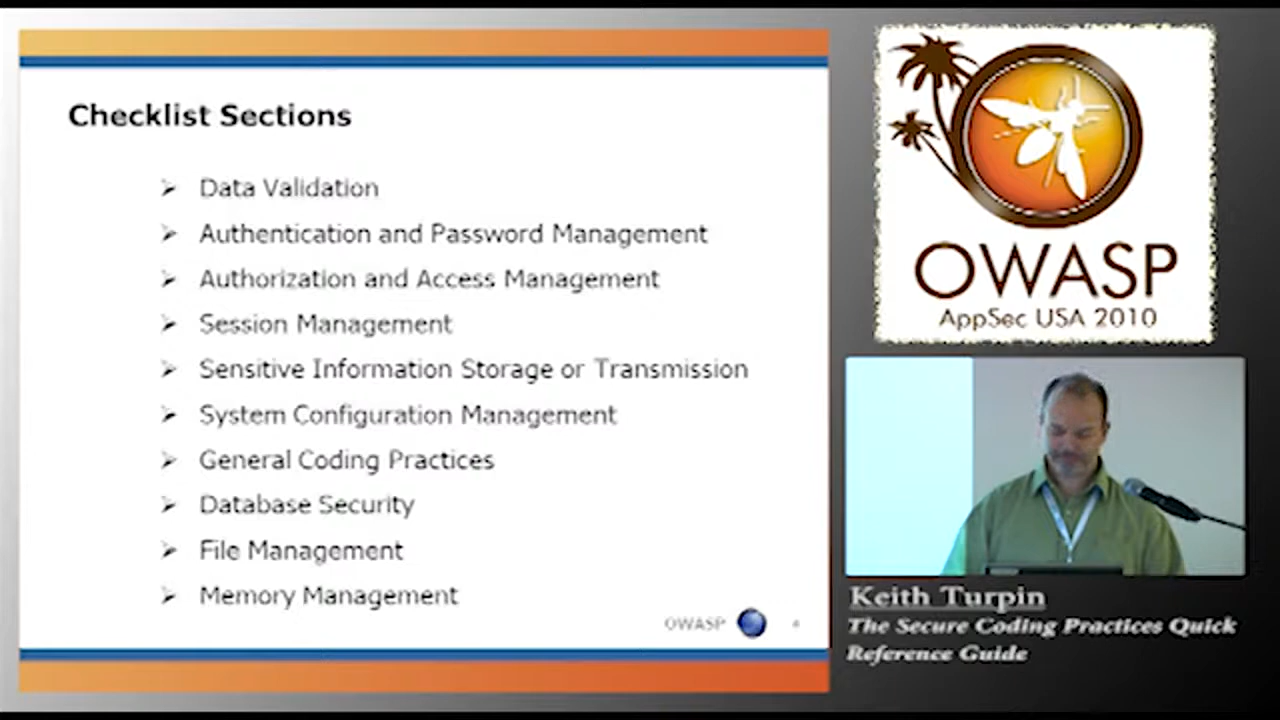 Checklist Sections
Data Validation
Authentication and Password Management
Authorization and Access Management
Session Management
Sensitive Information Storage or Transmission
System Configuration Management
General Coding Practices
Database Security
File Management
Memory Management
OWASP
OWASP
AppSec USA 2010
Keith Turpin
The Secure Coding Practices Quick
Reference Guide